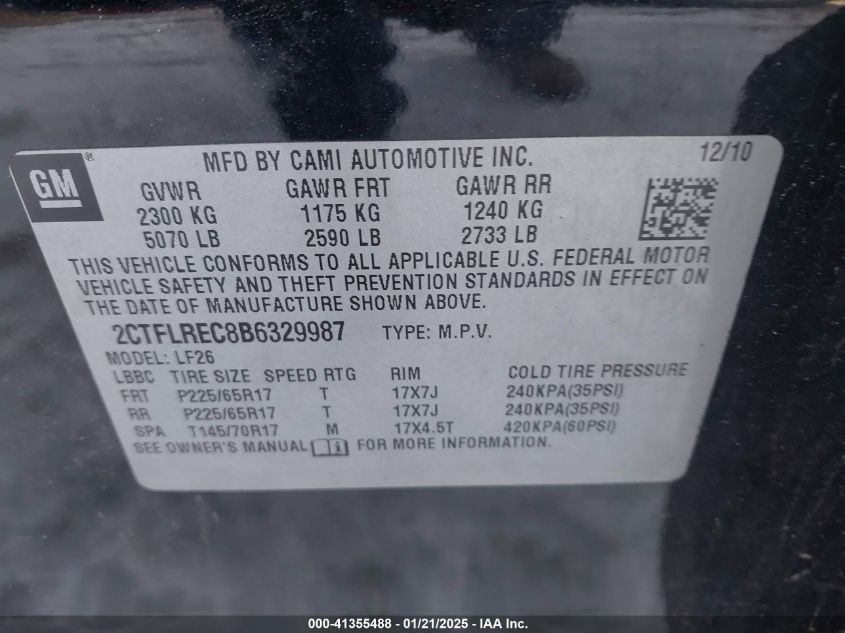 GM®
MFD BY CAMI AUTOMOTIVE INC. 12/10
GVWR GAWR FRT GAWR RR
2300 KG 1175 KG 1240 KG
5070 LB 2590 LB 2733 LB
THIS VEHICLE CONFORMS TO ALL APPLICABLE U.S. FEDERAL MOTOR
VEHICLE SAFETY AND THEFT PREVENTION STANDARDS IN EFFECT ON
THE DATE OF MANUFACTURE SHOWN ABOVE.
2CTFLREC8B6329987 TYPE: M.P.V.
MODEL: LF26
LBBC TIRE SIZE SPEED RTG RIM COLD TIRE PRESSURE
FRT P225/65R17 T 17X7J 240KPA(35PSI)
RR P225/65R17 T 17X7J 240KPA(35PSI)
SPA T145/70R17 M 17X4.5T 420KPA(60PSI)
SEE OWNER'S MANUAL FOR MORE INFORMATION.
000-41355488 - 01/21/2025 - IAA Inc.